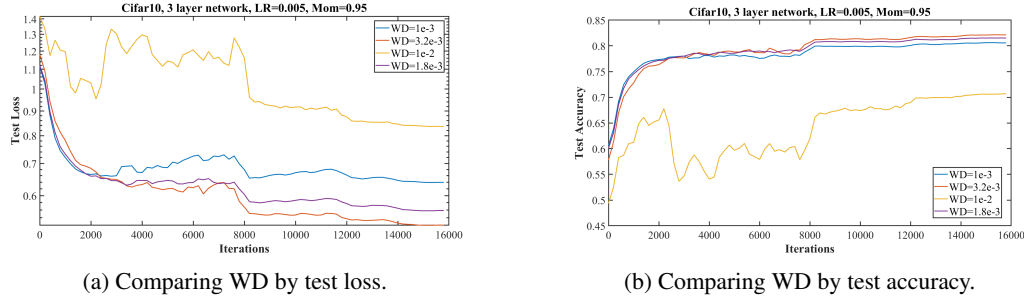 Cifar10, 3 layer network, LR=0.005, Mom=0.95
1.4
1.3
1.2
1.1
1
0.9
0.8
0.7
0.6
Test Loss
WD=1e-3
WD=3.2e-3
WD=1e-2
WD=1.8e-3
0 2000 4000 6000 8000 10000 12000 14000 16000
Iterations
(a) Comparing WD by test loss.
Cifar10, 3 layer network, LR=0.005, Mom=0.95
0.8
0.75
0.7
0.65
0.6
0.55
0.5
0.45
Test Accuracy
WD=1e-3
WD=3.2e-3
WD=1e-2
WD=1.8e-3
0 2000 4000 6000 8000 10000 12000 14000 16000
Iterations
(b) Comparing WD by test accuracy.